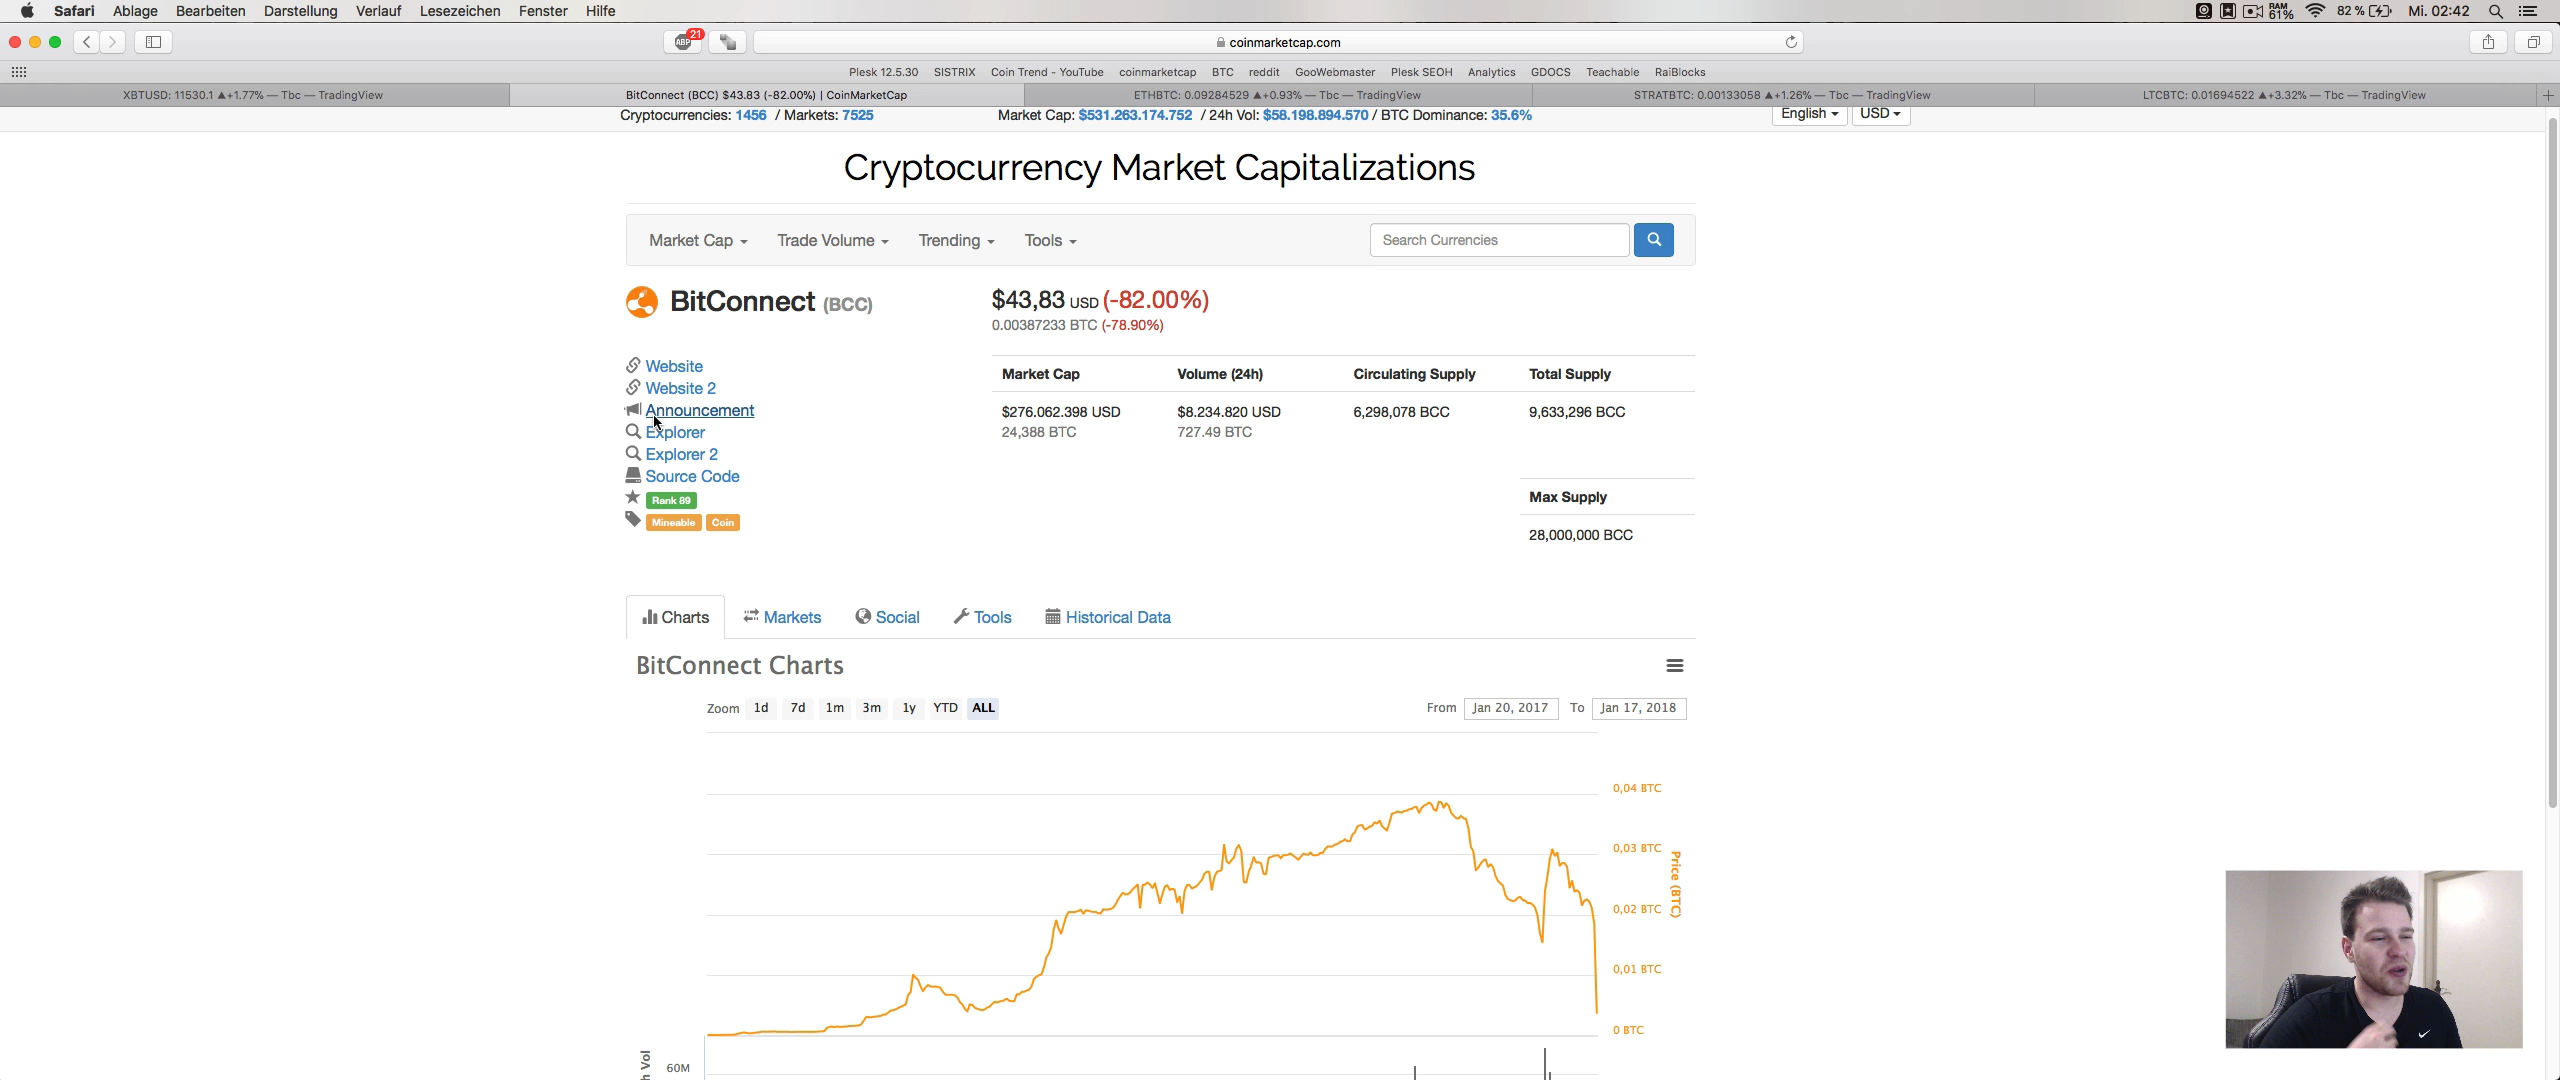 Safari Ablage Bearbeiten Darstellung Verlauf Lesezeichen Fenster Hilfe
RAM 61% 82 % Mi. 02:42
ABP 21 coinmarketcap.com
Plesk 12.5.30 SISTRIX Coin Trend - YouTube coinmarketcap BTC reddit GooWebmaster Plesk SEOH Analytics GDOCS Teachable RaiBlocks
XBTUSD: 11530.1 ▲+1.77% — Tbc — TradingView BitConnect (BCC) $43.83 (-82.00%) | CoinMarketCap ETHBTC: 0.09284529 ▲+0.93% — Tbc — TradingView STRATBTC: 0.00133058 ▲+1.26% — Tbc — TradingView LTCBTC: 0.01694522 ▲+3.32% — Tbc — TradingView
Cryptocurrencies: 1456 / Markets: 7525 Market Cap: $531.263.174.752 / 24h Vol: $58.198.894.570 / BTC Dominance: 35.6% English USD
Cryptocurrency Market Capitalizations
Market Cap Trade Volume Trending Tools Search Currencies
BitConnect (BCC) $43,83 USD (-82.00%)
0.00387233 BTC (-78.90%)
Website
Website 2
Announcement
Explorer
Explorer 2
Source Code
Rank 89
Mineable Coin
Market Cap Volume (24h) Circulating Supply Total Supply
$276.062.398 USD $8.234.820 USD 6,298,078 BCC 9,633,296 BCC
24,388 BTC 727.49 BTC
Max Supply
28,000,000 BCC
Charts Markets Social Tools Historical Data
BitConnect Charts
Zoom 1d 7d 1m 3m 1y YTD ALL From Jan 20, 2017 To Jan 17, 2018
0,04 BTC
0,03 BTC
0,02 BTC
0,01 BTC
0 BTC
Price (BTC)
60M
h Vol